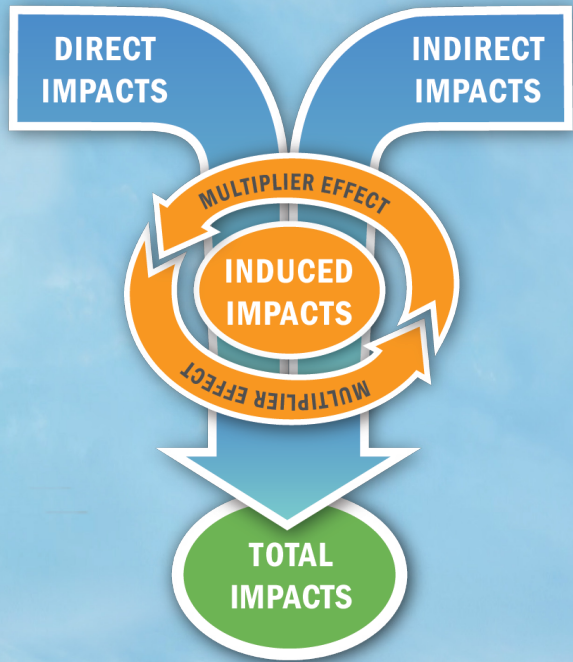 DIRECT
IMPACTS
INDIRECT
IMPACTS
MULTIPLIER EFFECT
INDUCED
IMPACTS
MULTIPLIER EFFECT
TOTAL
IMPACTS